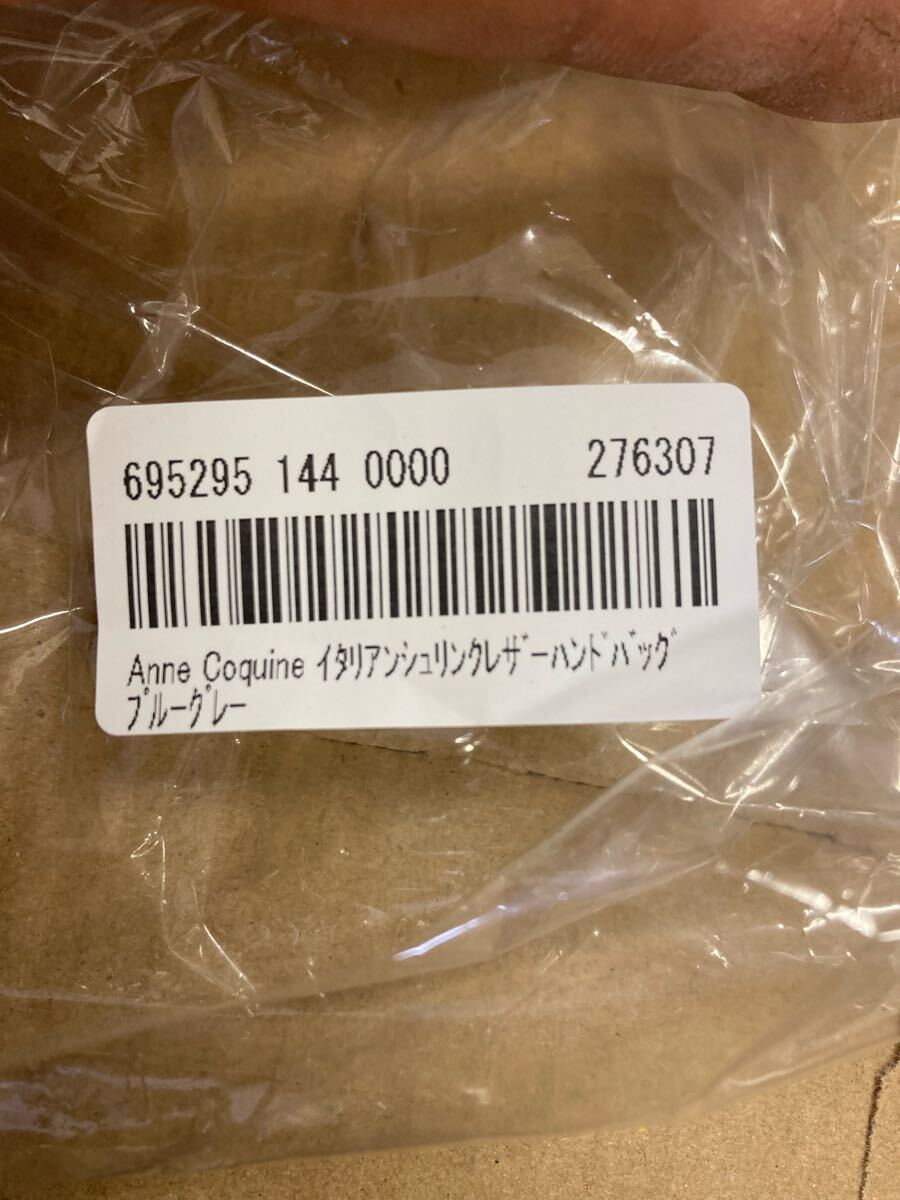 695295 144 0000 276307
Anne Coquine ｲﾀﾘｱﾝｼｭﾘﾝｸﾚｻﾞｰﾊﾝﾄﾞﾊﾞｯｸﾞ
ﾌﾞﾙｰｸﾞﾚｰ